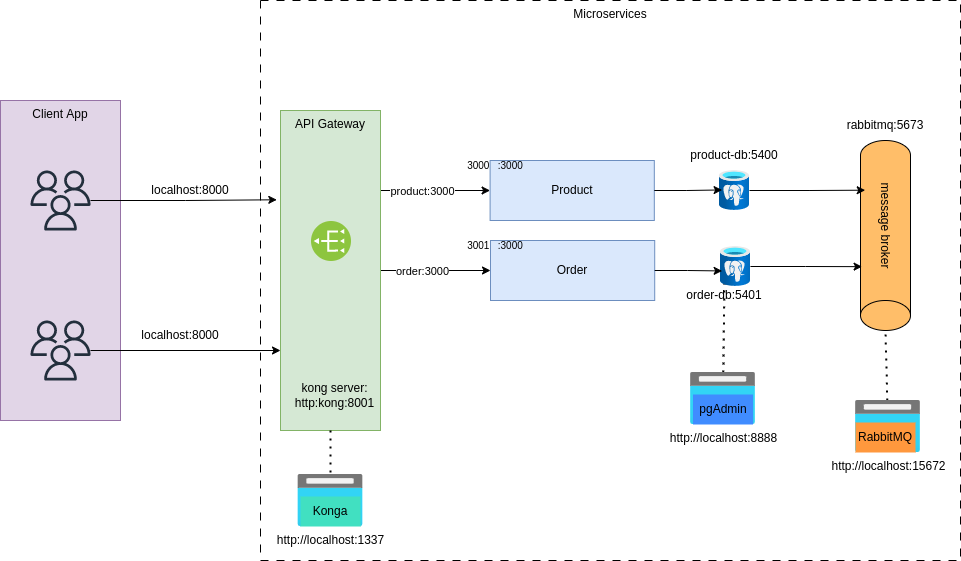 Microservices
Client App
localhost:8000
localhost:8000
API Gateway
kong server:
http:kong:8001
Konga
http://localhost:1337
product:3000
order:3000
3000 :3000
Product
3001 :3000
Order
product-db:5400
order-db:5401
pgAdmin
http://localhost:8888
rabbitmq:5673
message broker
RabbitMQ
http://localhost:15672